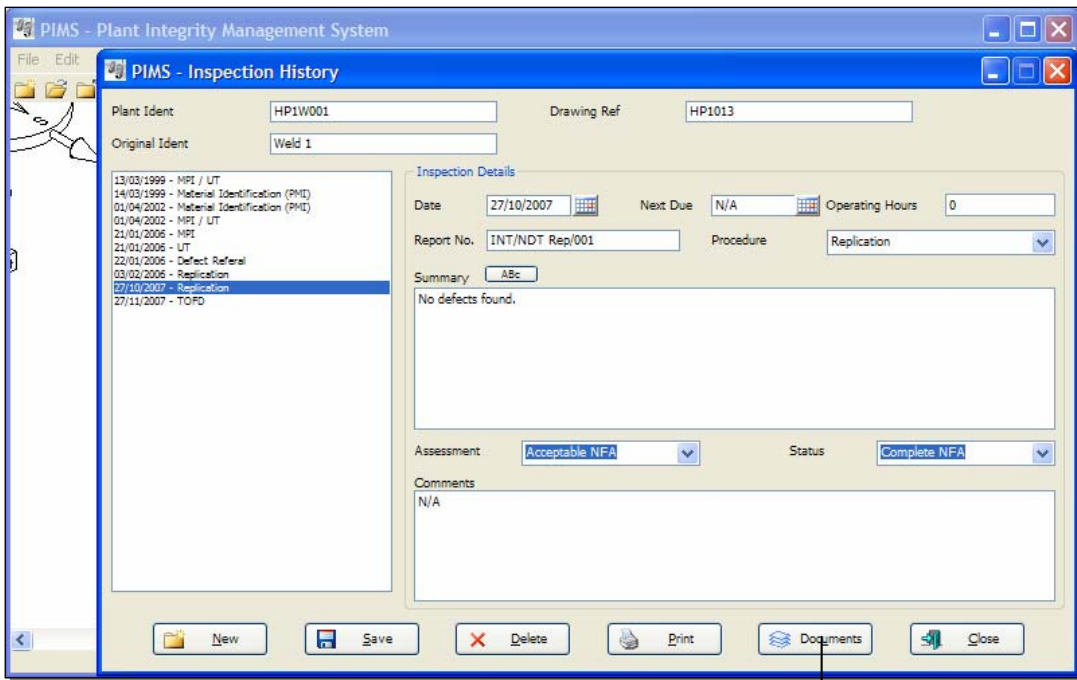 PIMS - Plant Integrity Management System
File Edit
PIMS - Inspection History
Plant Ident HP1W001 Drawing Ref HP1013
Original Ident Weld 1
13/03/1999 - MPI / UT
14/03/1999 - Material Identification (PMI)
01/04/2002 - Material Identification (PMI)
01/04/2002 - MPI / UT
21/01/2006 - MPI
21/01/2006 - UT
22/01/2006 - Defect Referal
03/02/2006 - Replication
27/10/2007 - Replication
27/11/2007 - TOFD
Inspection Details
Date 27/10/2007 Next Due N/A Operating Hours 0
Report No. INT/NDT Rep/001 Procedure Replication
Summary ABc
No defects found.
Assessment Acceptable NFA Status Complete NFA
Comments
N/A
New Save Delete Print Documents Close